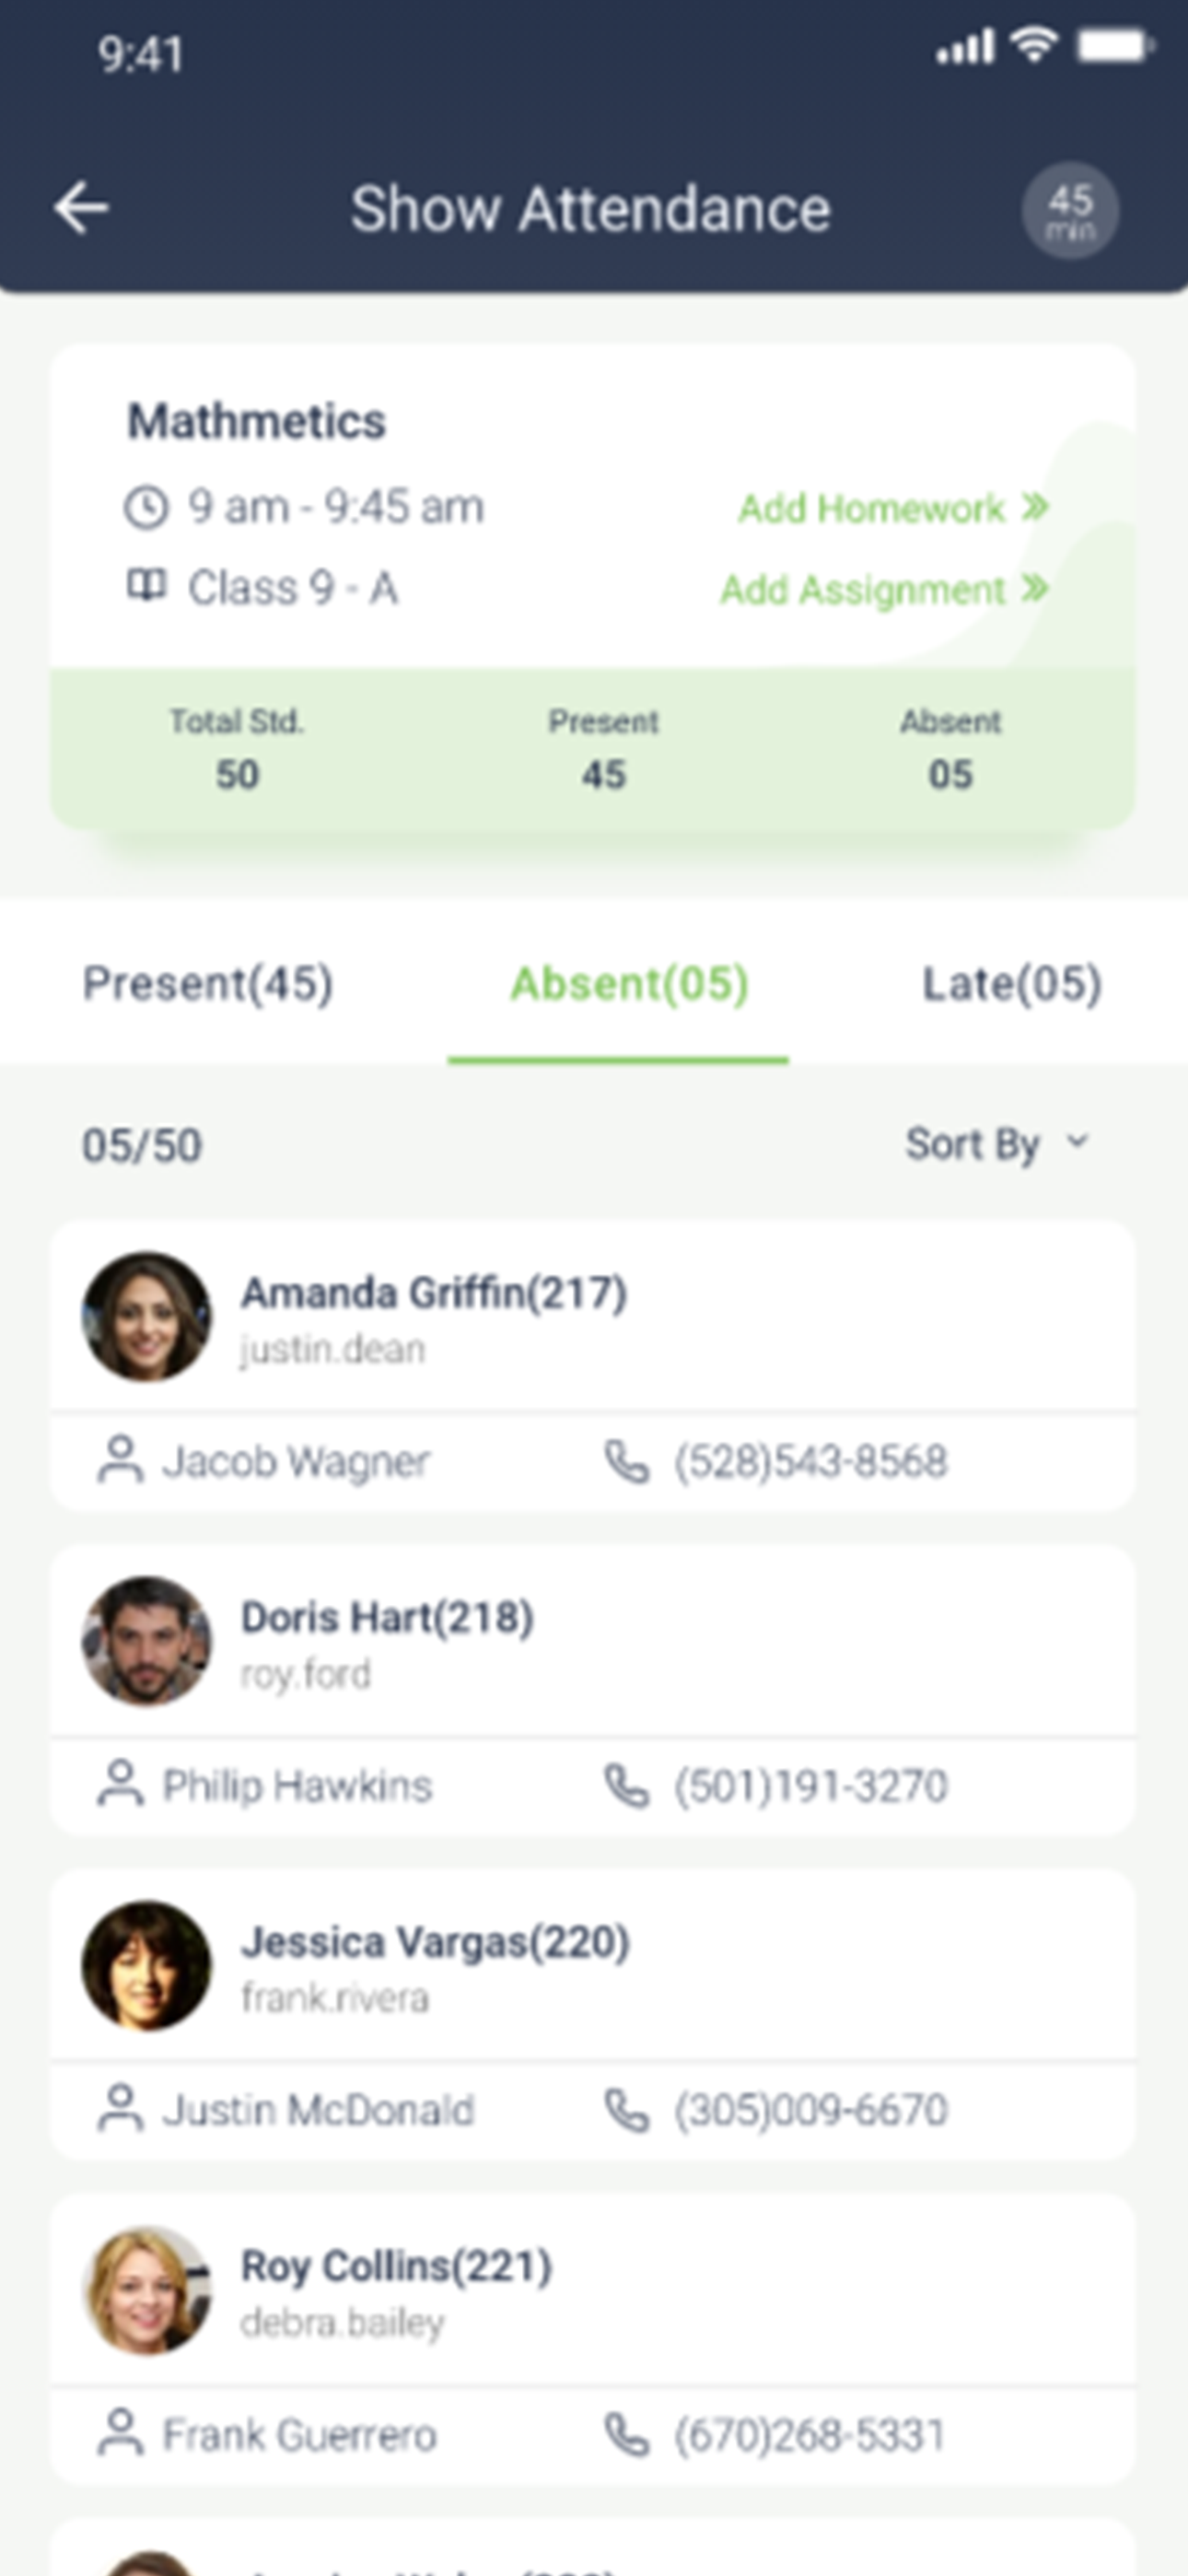 9:41
Show Attendance
45
min
Mathmetics
9 am - 9:45 am
Add Homework
Class 9 - A
Add Assignment
Total Std.
Present
Absent
50
45
05
Present(45)
Absent(05)
Late(05)
05/50
Sort By
Amanda Griffin(217)
justin.dean
Jacob Wagner
(528)543-8568
Doris Hart(218)
roy.ford
Philip Hawkins
(501)191-3270
Jessica Vargas(220)
frank.rivera
Justin McDonald
(305)009-6670
Roy Collins(221)
debra.bailey
Frank Guerrero
(670)268-5331